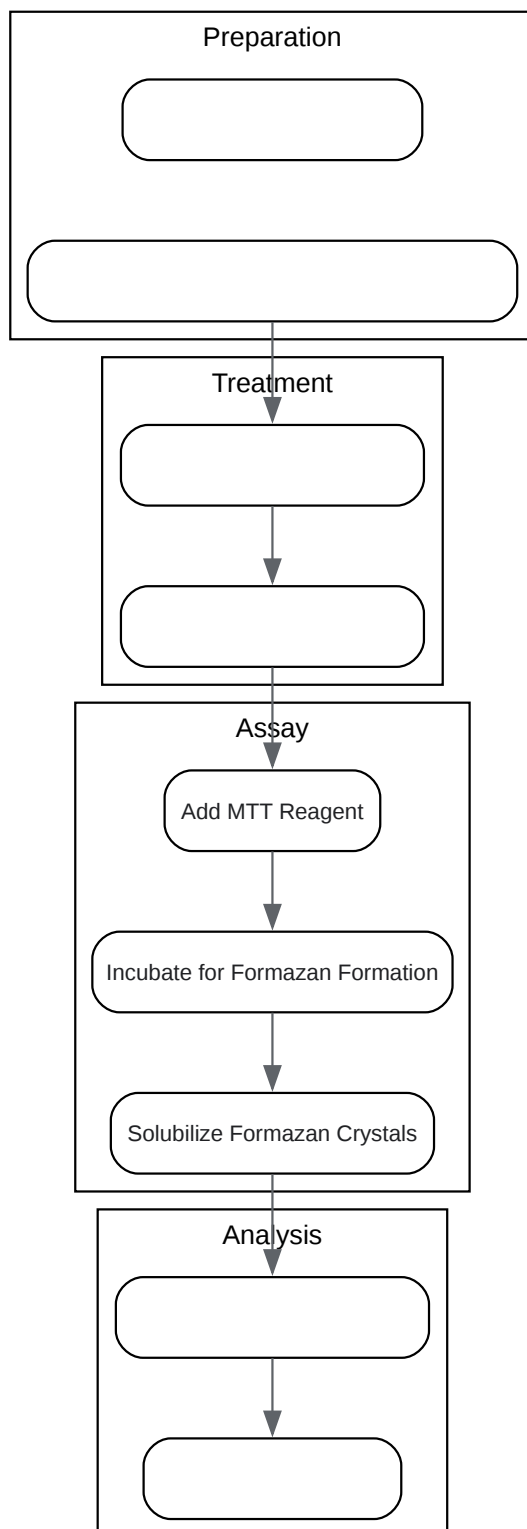 Preparation
Treatment
Assay
Add MTT Reagent
Incubate for Formazan Formation
Solubilize Formazan Crystals
Analysis